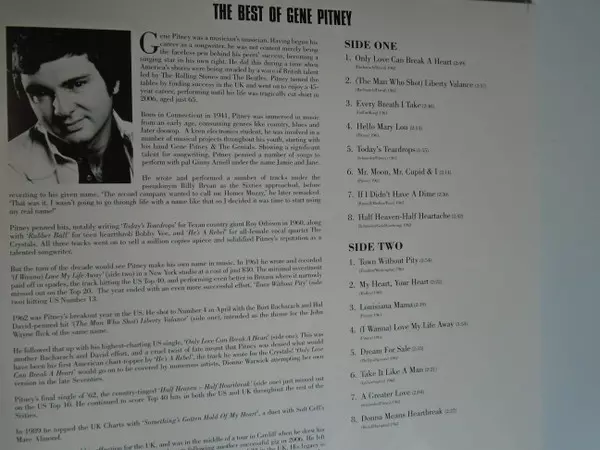 THE BEST OF GENE PITNEY
Gene Pitney was a musician's musician. Having begun his
career as a songwriter, he was not content merely being
the faceless pen behind his peers' success, becoming a
singing star in his own right. He did this during a time when
America's charts were being invaded by a wave of British talent
led by The Rolling Stones and The Beatles. Pitney turned the
tables by finding success in the UK and went on to enjoy a 45-
year career, performing until his life was tragically cut short in
2006, aged just 65.
Born in Connecticut in 1941, Pitney was immersed in music
from an early age, consuming genres like country, blues and
later doowop. A keen electronics student, he was involved in a
number of musical projects throughout his youth, starting with
his band Gene Pitney & The Genials. Showing a significant
talent for songwriting, Pitney penned a number of songs to
perform with pal Ginny Arnell under the name Jamie and Jane.
He wrote and performed a number of tracks under the
pseudonym Billy Bryan as the Sixties approached, before
reverting to his given name. "The record company wanted to call me Homer Muzzy, he later remarked.
'That was it. I wasn't going to go through life with a name like that so I decided it was time to start using
my real name!'
Pitney penned hits, notably writing 'Today's Teardrops' for Texan country giant Roy Orbison in 1960, along
with 'Rubber Ball' for teen heartthrob Bobby Vee, and 'He's A Rebel' for all-female vocal quartet The
Crystals. All three tracks went on to sell a million copies apiece and solidified Pitney's reputation as a
talented songwriter.
But the turn of the decade would see Pitney make his own name in music. In 1961 he wrote and recorded
'(I Wanna) Love My Life Away' (side two) in a New York studio at a cost of just $30. The minimal investment
paid off in spades, the track hitting the US Top 40, and performing even better in Britain where it narrowly
missed out on the Top 20. The year ended with an even more successful effort, 'Town Without Pity' (side
two) hitting US Number 13.
1962 was Pitney's breakout year in the US. He shot to Number 4 in April with the Burt Bacharach and Hal
David-penned hit '(The Man Who Shot) Liberty Valance' (side one), intended as the theme for the John
Wayne flick of the same name.
He followed that up with his highest-charting US single, 'Only Love Can Break A Heart' (side one). This was
another Bacharach and David effort, and a cruel twist of fate meant that Pitney was denied what would
have been his first American chart-topper by 'He's A Rebel', the track he wrote for the Crystals! 'Only Love
Can Break A Heart' would go on to be covered by numerous artists, Dionne Warwick attempting her own
version in the late Seventies.
Pitney's final single of '62, the country-tinged 'Half Heaven – Half Heartbreak' (side one) just missed out
on the US Top 10. He continued to score Top 40 hits in both the US and UK throughout the rest of the
Sixties.
In 1989 he topped the UK Charts with 'Something's Gotten Hold Of My Heart', a duet with Soft Cell's
Marc Almond.
for the UK, and was in the middle of a tour in Cardiff when he drew his
following another successful gig in 2006. He left
SIDE ONE
1. Only Love Can Break A Heart (2:49)
2. (The Man Who Shot) Liberty Valance
3. Every Breath I Take
4. Hello Mary Lou
5. Today's Teardrops
6. Mr. Moon, Mr. Cupid & I
7. If I Didn't Have A Dime
8. Half Heaven-Half Heartache
SIDE TWO
1. Town Without Pity
2. My Heart, Your Heart
3. Louisiana Mama
4. (I Wanna) Love My Life Away
5. Dream For Sale
6. Take It Like A Man
7. A Greater Love
8. Donna Means Heartbreak